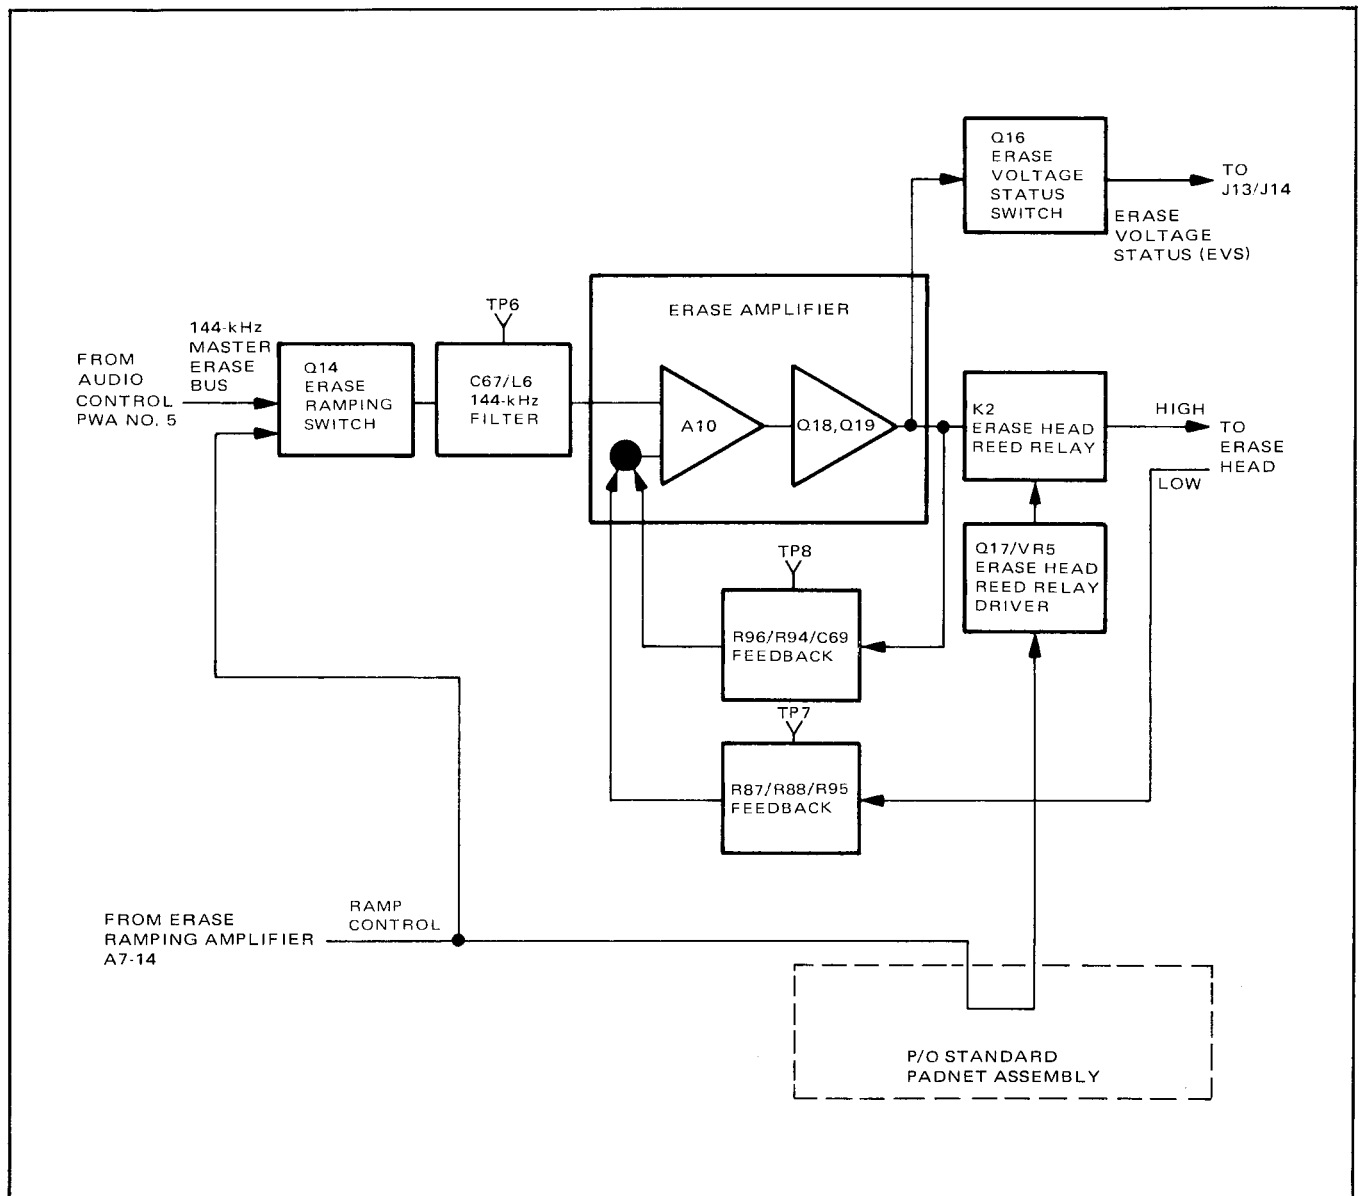 Q16
ERASE
VOLTAGE
STATUS
SWITCH
TO
J13/J14
ERASE
VOLTAGE
STATUS (EVS)
ERASE AMPLIFIER
TP6
144-kHz
MASTER
ERASE
BUS
FROM
AUDIO
CONTROL
PWA NO. 5
Q14
ERASE
RAMPING
SWITCH
C67/L6
144-kHz
FILTER
A10
Q18, Q19
K2
ERASE HEAD
REED RELAY
HIGH
TO
ERASE
HEAD
LOW
Q17/VR5
ERASE HEAD
REED RELAY
DRIVER
TP8
R96/R94/C69
FEEDBACK
TP7
R87/R88/R95
FEEDBACK
RAMP
CONTROL
FROM ERASE
RAMPING AMPLIFIER
A7-14
P/O STANDARD
PADNET ASSEMBLY